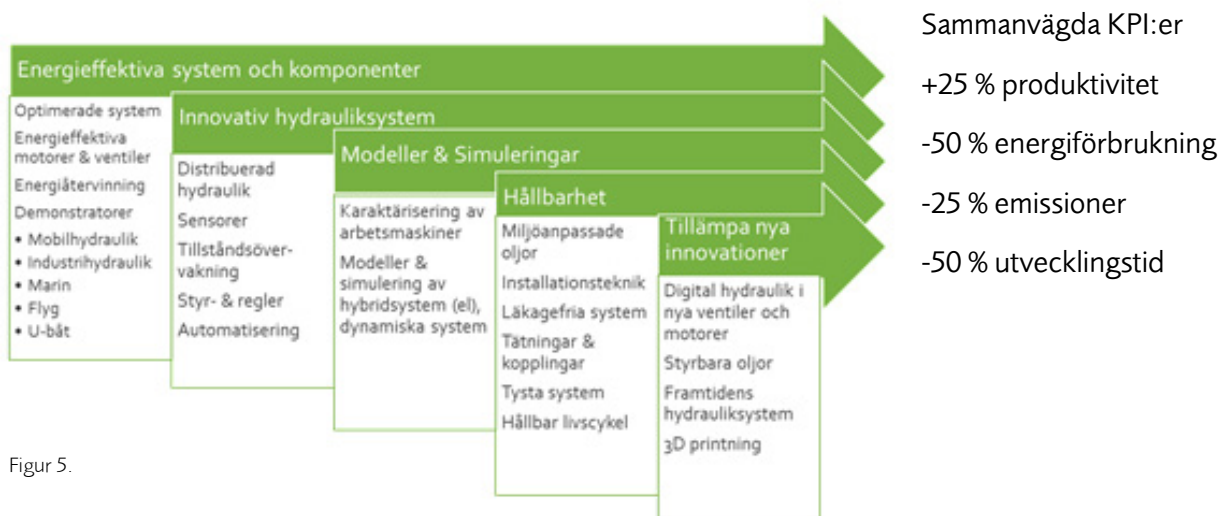 Energieffektiva system och komponenter
Optimerade system
Energieffektiva
motorer & ventiler
Energiåtervinning
Demonstratorer
• Mobilhydraulik
• Industrihydraulik
• Marin
• Flyg
• U-båt
Innovativ hydrauliksystem
Distribuerad
hydraulik
Sensorer
Tillståndsöver-
vakning
Styr- & regler
Automatisering
Modeller & Simuleringar
Karaktärisering av
arbetsmaskiner
Modeller &
simulering av
hybridsystem (el),
dynamiska system
Hållbarhet
Miljöanpassade
oljor
Installationsteknik
Läkagefria system
Tätningar &
kopplingar
Tysta system
Hållbar livscykel
Tillämpa nya
innovationer
Digital hydraulik i
nya ventiler och
motorer
Styrbara oljor
Framtidens
hydrauliksystem
3D printning
Sammanvägda KPI:er
+25 % produktivitet
-50 % energiförbrukning
-25 % emissioner
-50 % utvecklingstid
Figur 5.